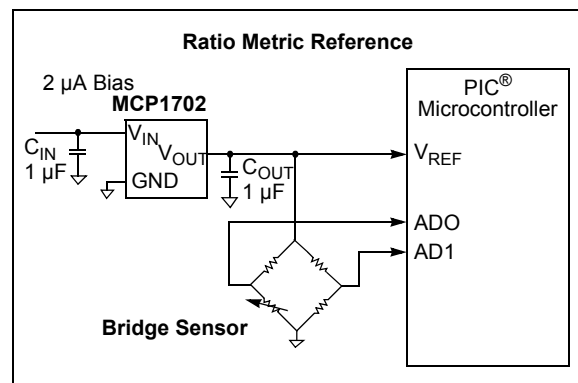 Ratio Metric Reference
2 µA Bias
MCP1702
PIC®
Microcontroller
CIN
1 µF
VIN
VOUT
GND
COUT
1 µF
VREF
ADO
AD1
Bridge Sensor